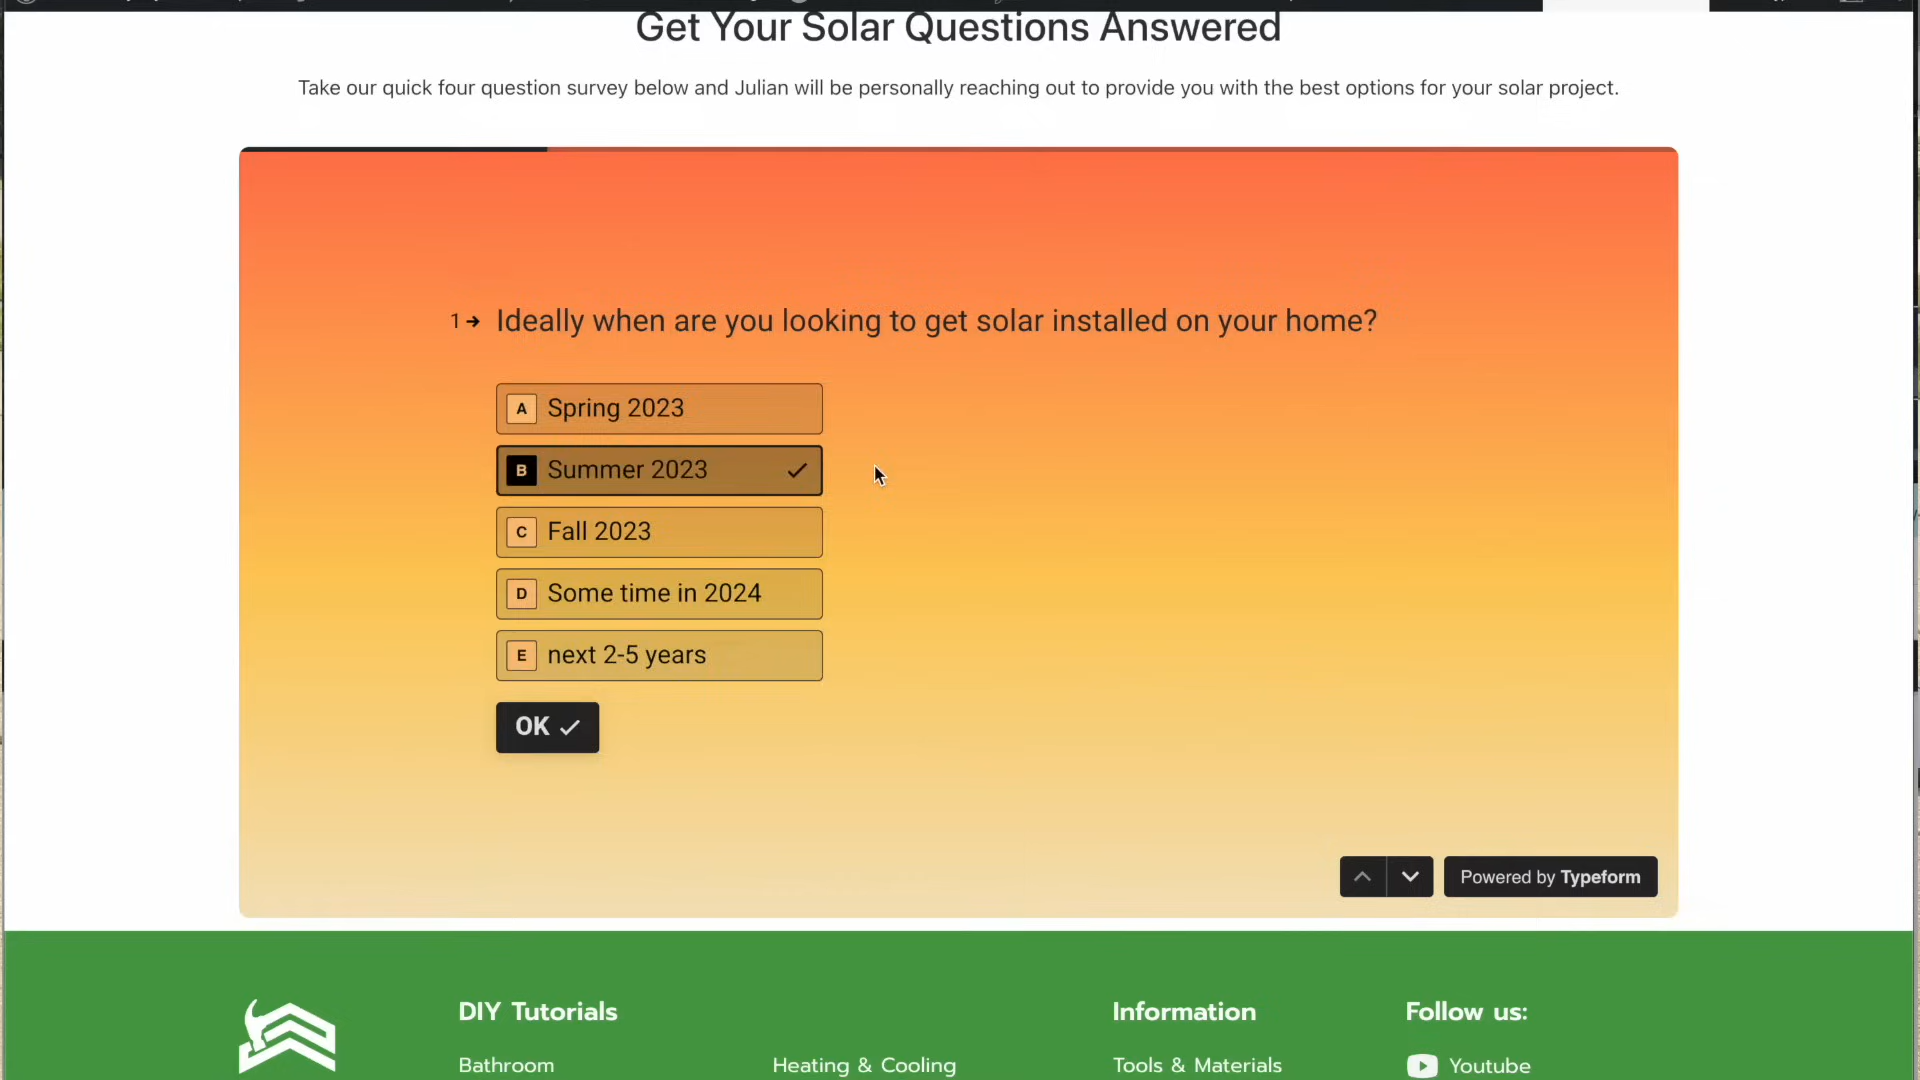 Get Your Solar Questions Answered
Take our quick four question survey below and Julian will be personally reaching out to provide you with the best options for your solar project.
1 Ideally when are you looking to get solar installed on your home?
A Spring 2023
B Summer 2023
C Fall 2023
D Some time in 2024
E next 2-5 years
OK
Powered by Typeform
DIY Tutorials Information Follow us:
Bathroom Heating & Cooling Tools & Materials Youtube